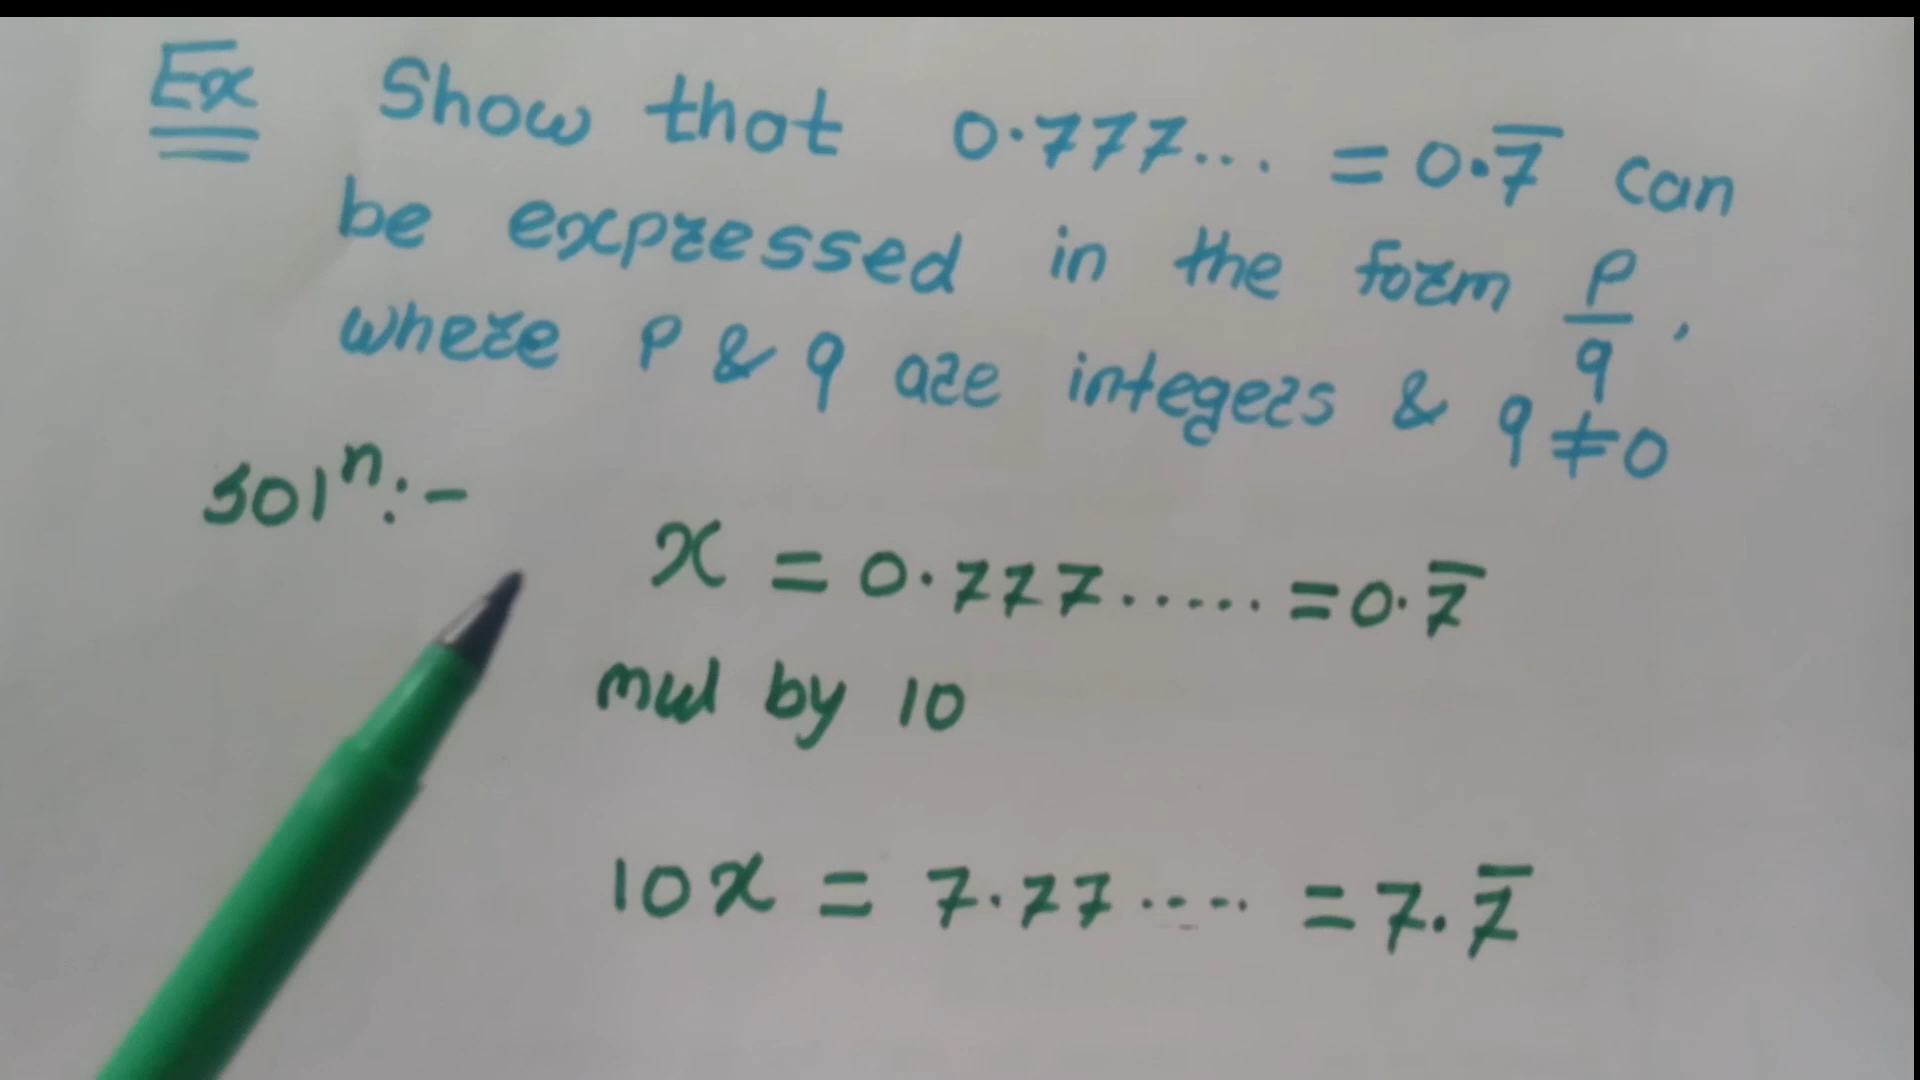 Ex Show that 0.777... = 0.7̅ can
be expressed in the form p/q,
where p & q are integers & q ≠ 0
solⁿ:-
x = 0.777..... = 0.7̅
mul by 10
10x = 7.77.... = 7.7̅